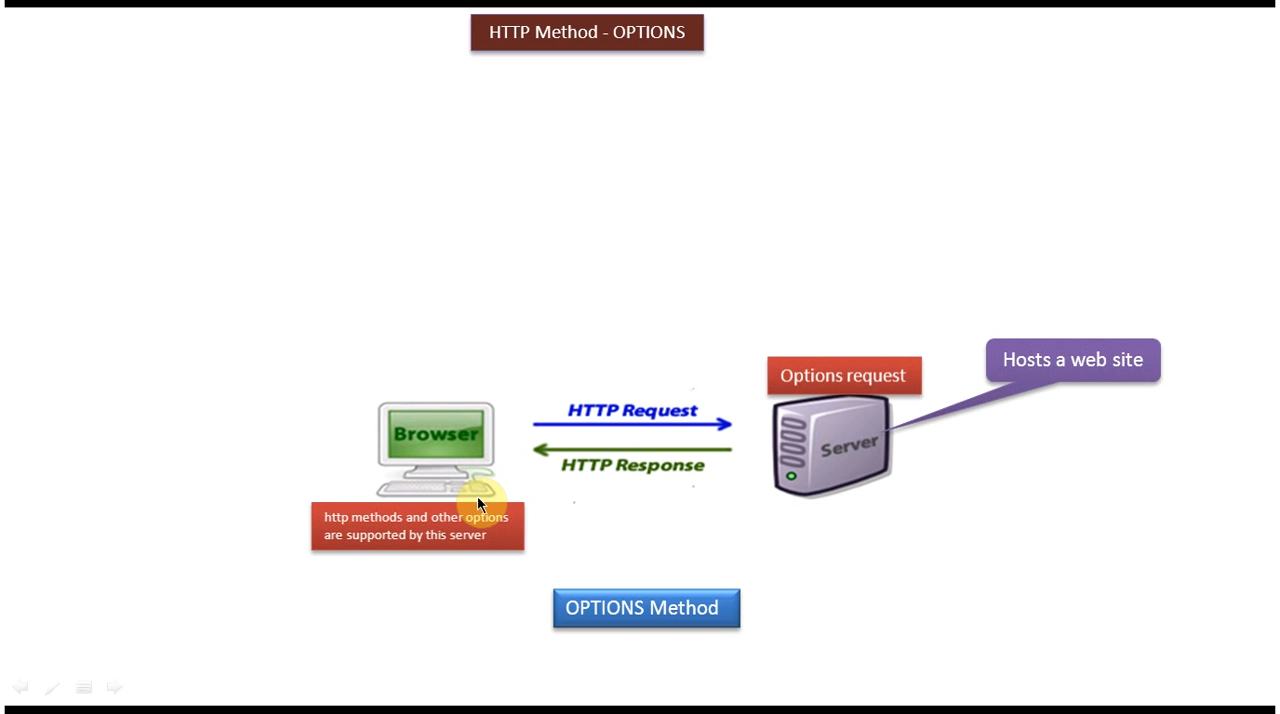 HTTP Method - OPTIONS
Hosts a web site
Options request
HTTP Request
Browser
Server
HTTP Response
http methods and other options
are supported by this server
OPTIONS Method